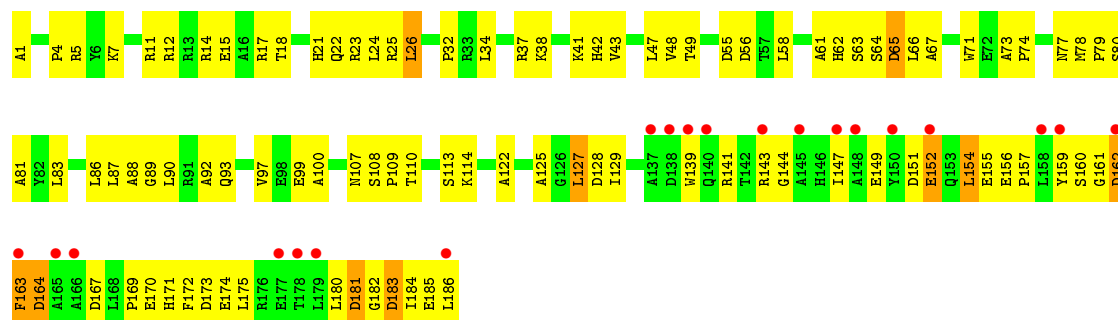 A1 P4 R5 Y6 K7 R11 R12 R13 R14 E15 A16 R17 T18 H21 Q22 R23 L24 R25 L26 P32 R33 L34 R37 K38 K41 H42 V43 L47 V48 T49 D55 D56 T57 L58 A61 H62 S63 S64 D65 L66 A67 W71 E72 A73 P74 N77 M78 P79 S80
A81 Y82 L83 L86 L87 A88 G89 L90 R91 A92 Q93 V97 E98 E99 A100 N107 S108 P109 T110 S113 K114 A122 A125 G126 L127 D128 I129 A137 D138 W139 Q140 R141 T142 R143 G144 A145 H146 I147 A148 E149 Y150 D151 E152 Q153 L154 E155 E156 P157 L158 Y159 S160 G161 D162
F163 D164 A165 A166 D167 L168 P169 E170 H171 F172 D173 E174 L175 R176 E177 T178 L179 L180 D181 G182 D183 I184 E185 L186